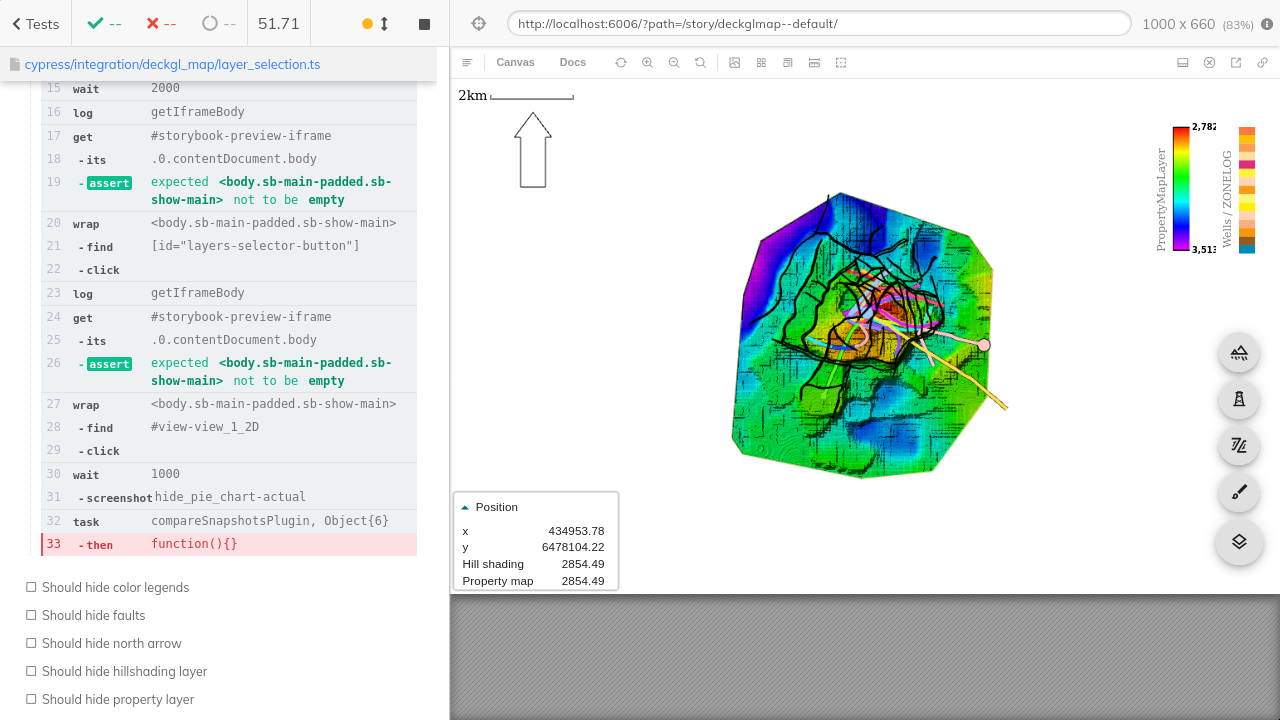 Tests
--
--
--
51.71
http://localhost:6006/?path=/story/deckglmap--default/
1000 x 660 (83%)
cypress/integration/deckgl_map/layer_selection.ts
Canvas
Docs
15 wait 2000
16 log getIframeBody
17 get #storybook-preview-iframe
18 -its .0.contentDocument.body
19 -assert expected <body.sb-main-padded.sb-
show-main> not to be empty
20 wrap <body.sb-main-padded.sb-show-main>
21 -find [id="layers-selector-button"]
22 -click
23 log getIframeBody
24 get #storybook-preview-iframe
25 -its .0.contentDocument.body
26 -assert expected <body.sb-main-padded.sb-
show-main> not to be empty
27 wrap <body.sb-main-padded.sb-show-main>
28 -find #view-view_1_2D
29 -click
30 wait 1000
31 -screenshot hide_pie_chart-actual
32 task compareSnapshotsPlugin, Object{6}
33 -then function(){}
Should hide color legends
Should hide faults
Should hide north arrow
Should hide hillshading layer
Should hide property layer
2km
PropertyMapLayer
2,782
3,513
Wells / ZONELOG
Position
x 434953.78
y 6478104.22
Hill shading 2854.49
Property map 2854.49